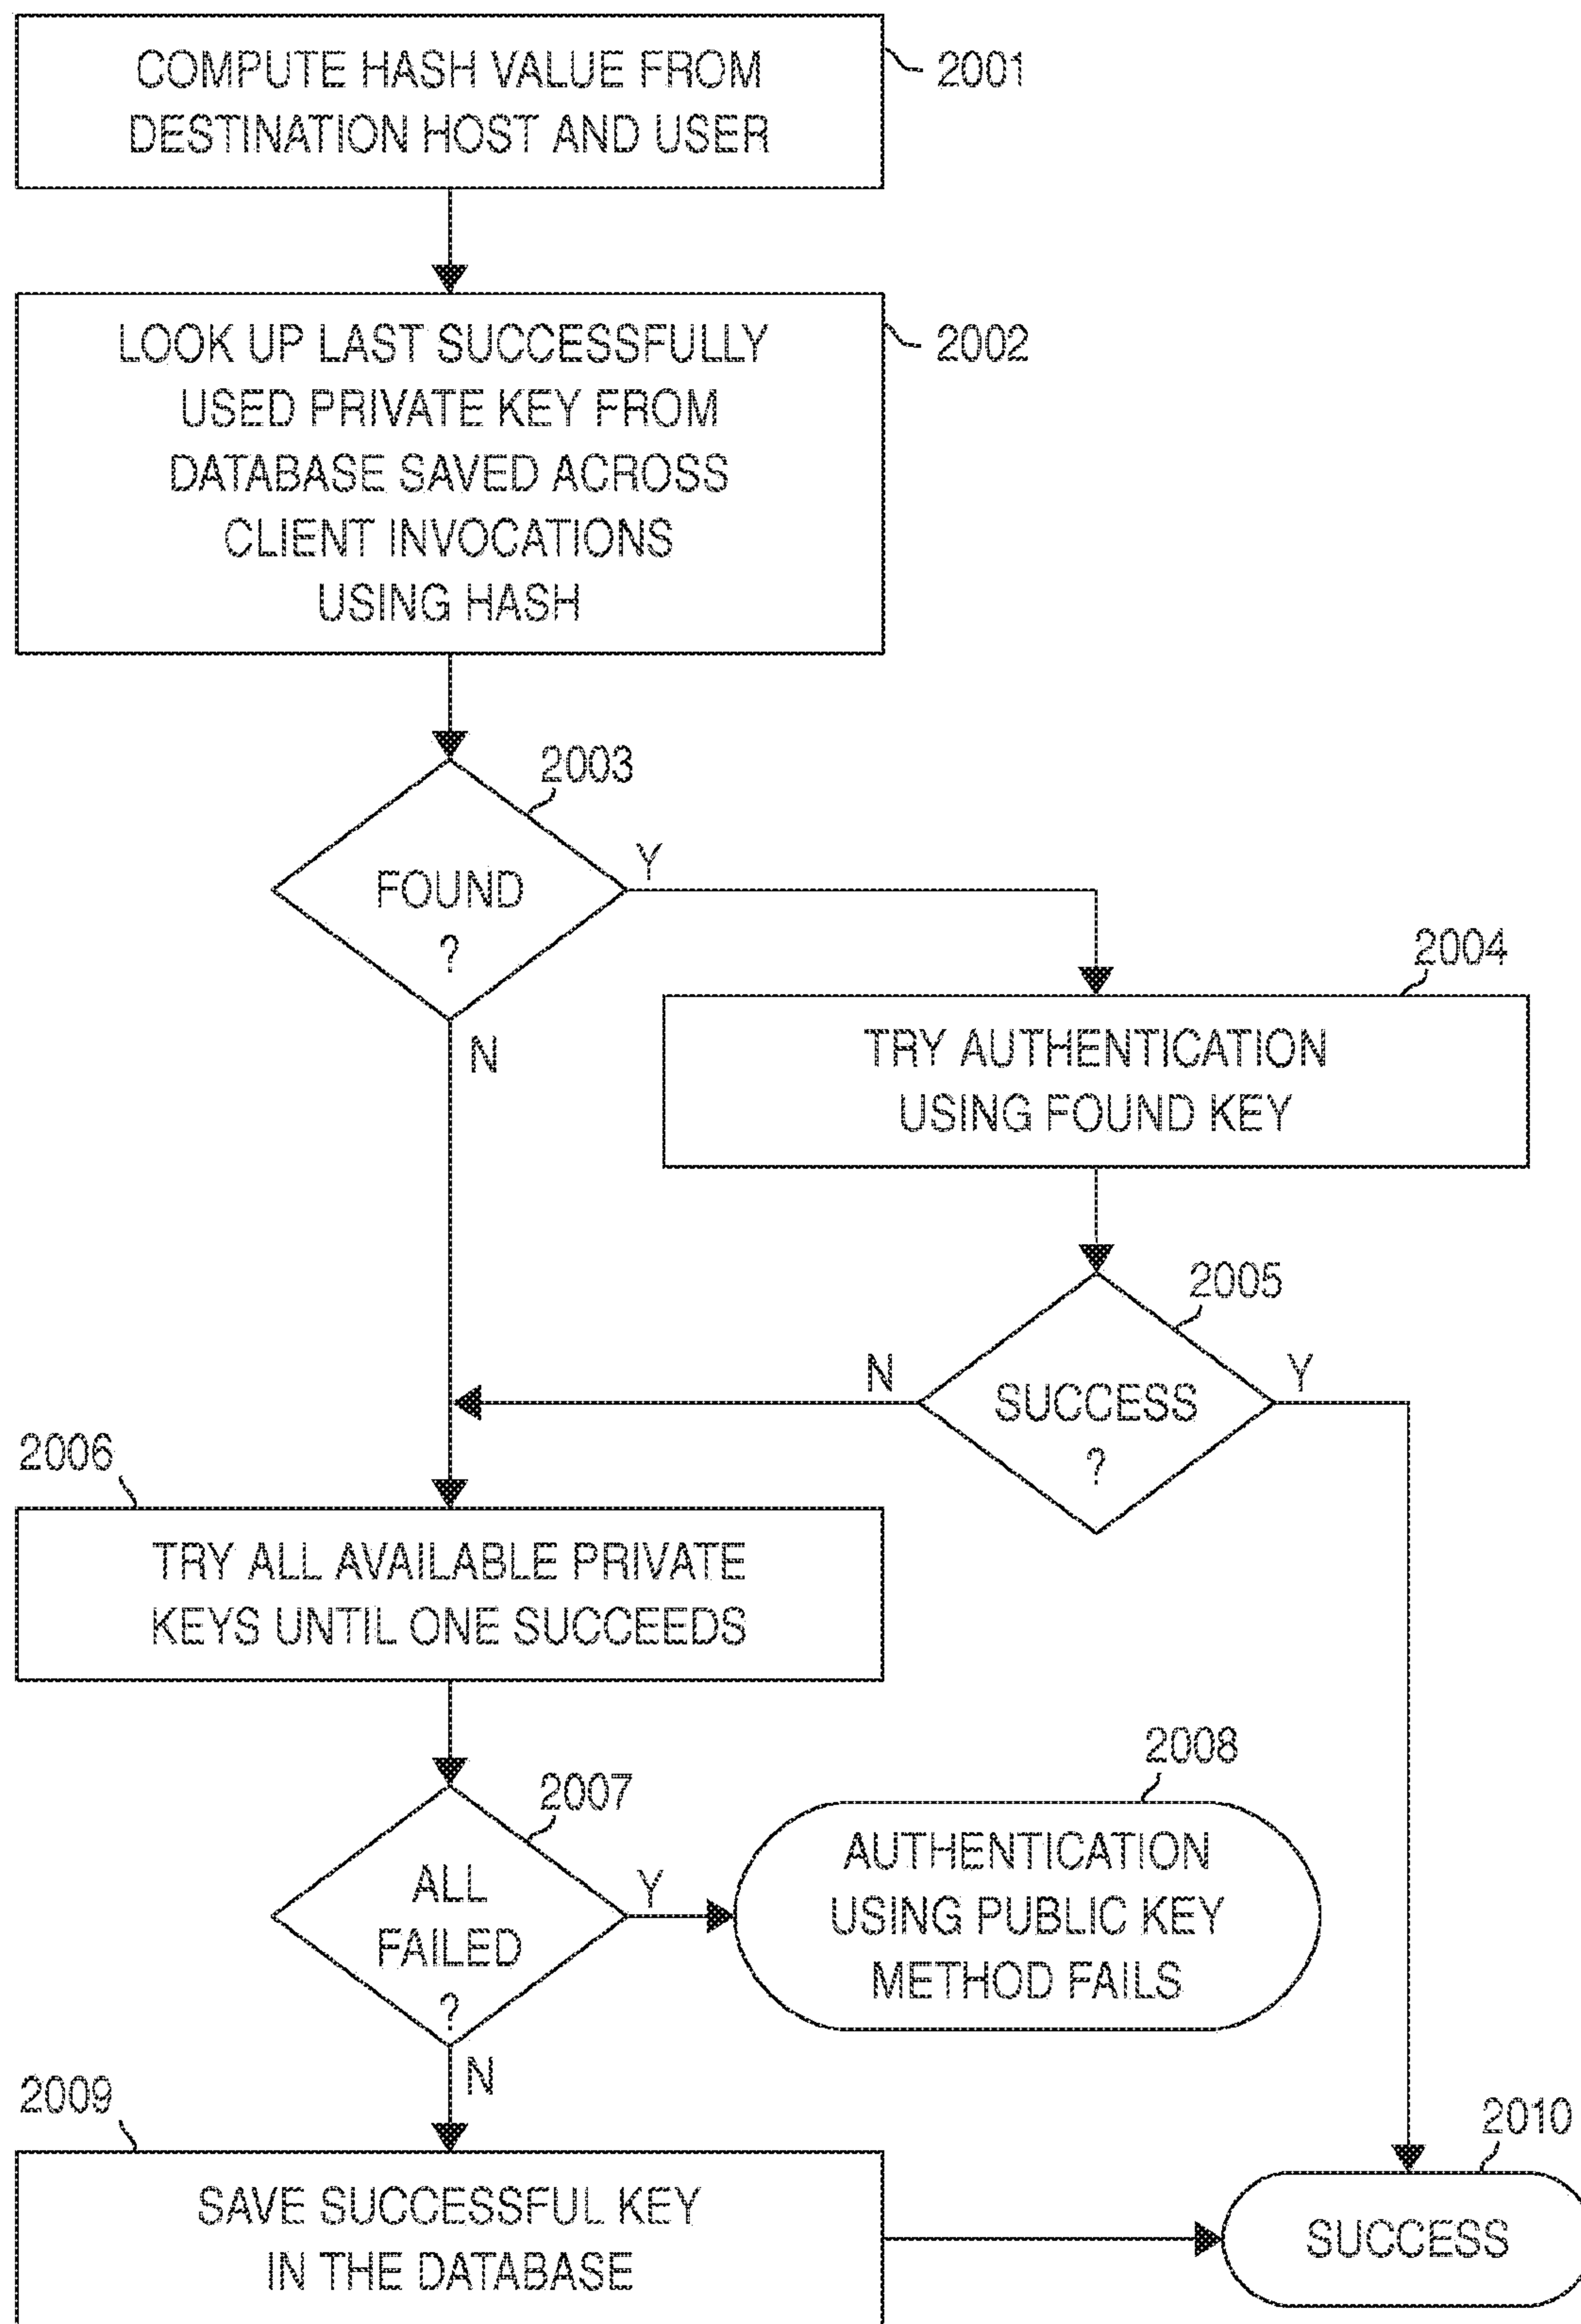 COMPUTE HASH VALUE FROM
DESTINATION HOST AND USER
2001
LOOK UP LAST SUCCESSFULLY
USED PRIVATE KEY FROM
DATABASE SAVED ACROSS
CLIENT INVOCATIONS
USING HASH
2002
2003
FOUND
?
Y
N
2004
TRY AUTHENTICATION
USING FOUND KEY
2005
SUCCESS
?
N
Y
2006
TRY ALL AVAILABLE PRIVATE
KEYS UNTIL ONE SUCCEEDS
2007
ALL
FAILED
?
Y
N
2008
AUTHENTICATION
USING PUBLIC KEY
METHOD FAILS
2009
SAVE SUCCESSFUL KEY
IN THE DATABASE
2010
SUCCESS